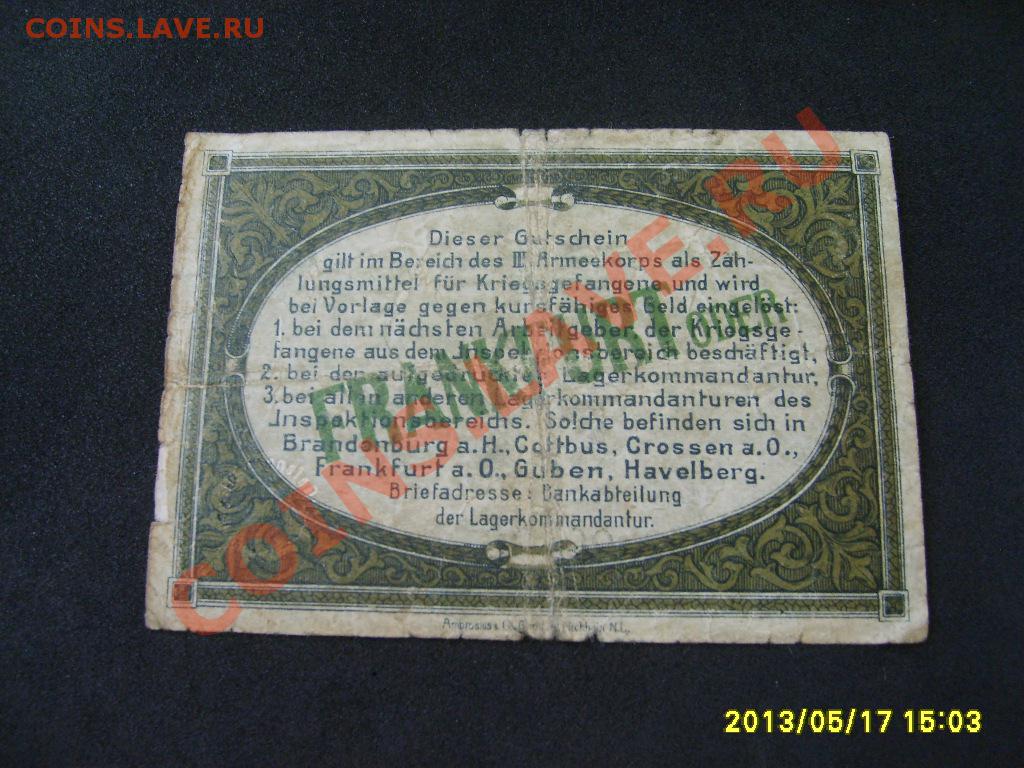 COINS.LAVE.RU
Dieser Gutschein
gilt im Bereich des III Armeekorps als Zah-
lungsmittel für Kriegsgefangene und wird
bei Vorlage gegen kursfähiges Geld eingelöst:
1. bei dem nächsten Arbeitgeber, der Kriegsge-
fangene aus dem Inspektionsbereich beschäftigt,
2. bei der aufgedruckten Lagerkommandantur,
3. bei allen anderen Lagerkommandanturen des
Inspektionsbereichs. Solche befinden sich in
Brandenburg a. H., Cottbus, Crossen a. O.,
Frankfurt a. O., Guben, Havelberg.
Briefadresse: Bankabteilung
der Lagerkommandantur.
FRANKFURT ODER
COINS.LAVE.RU
Ambrosius
2013/05/17 15:03